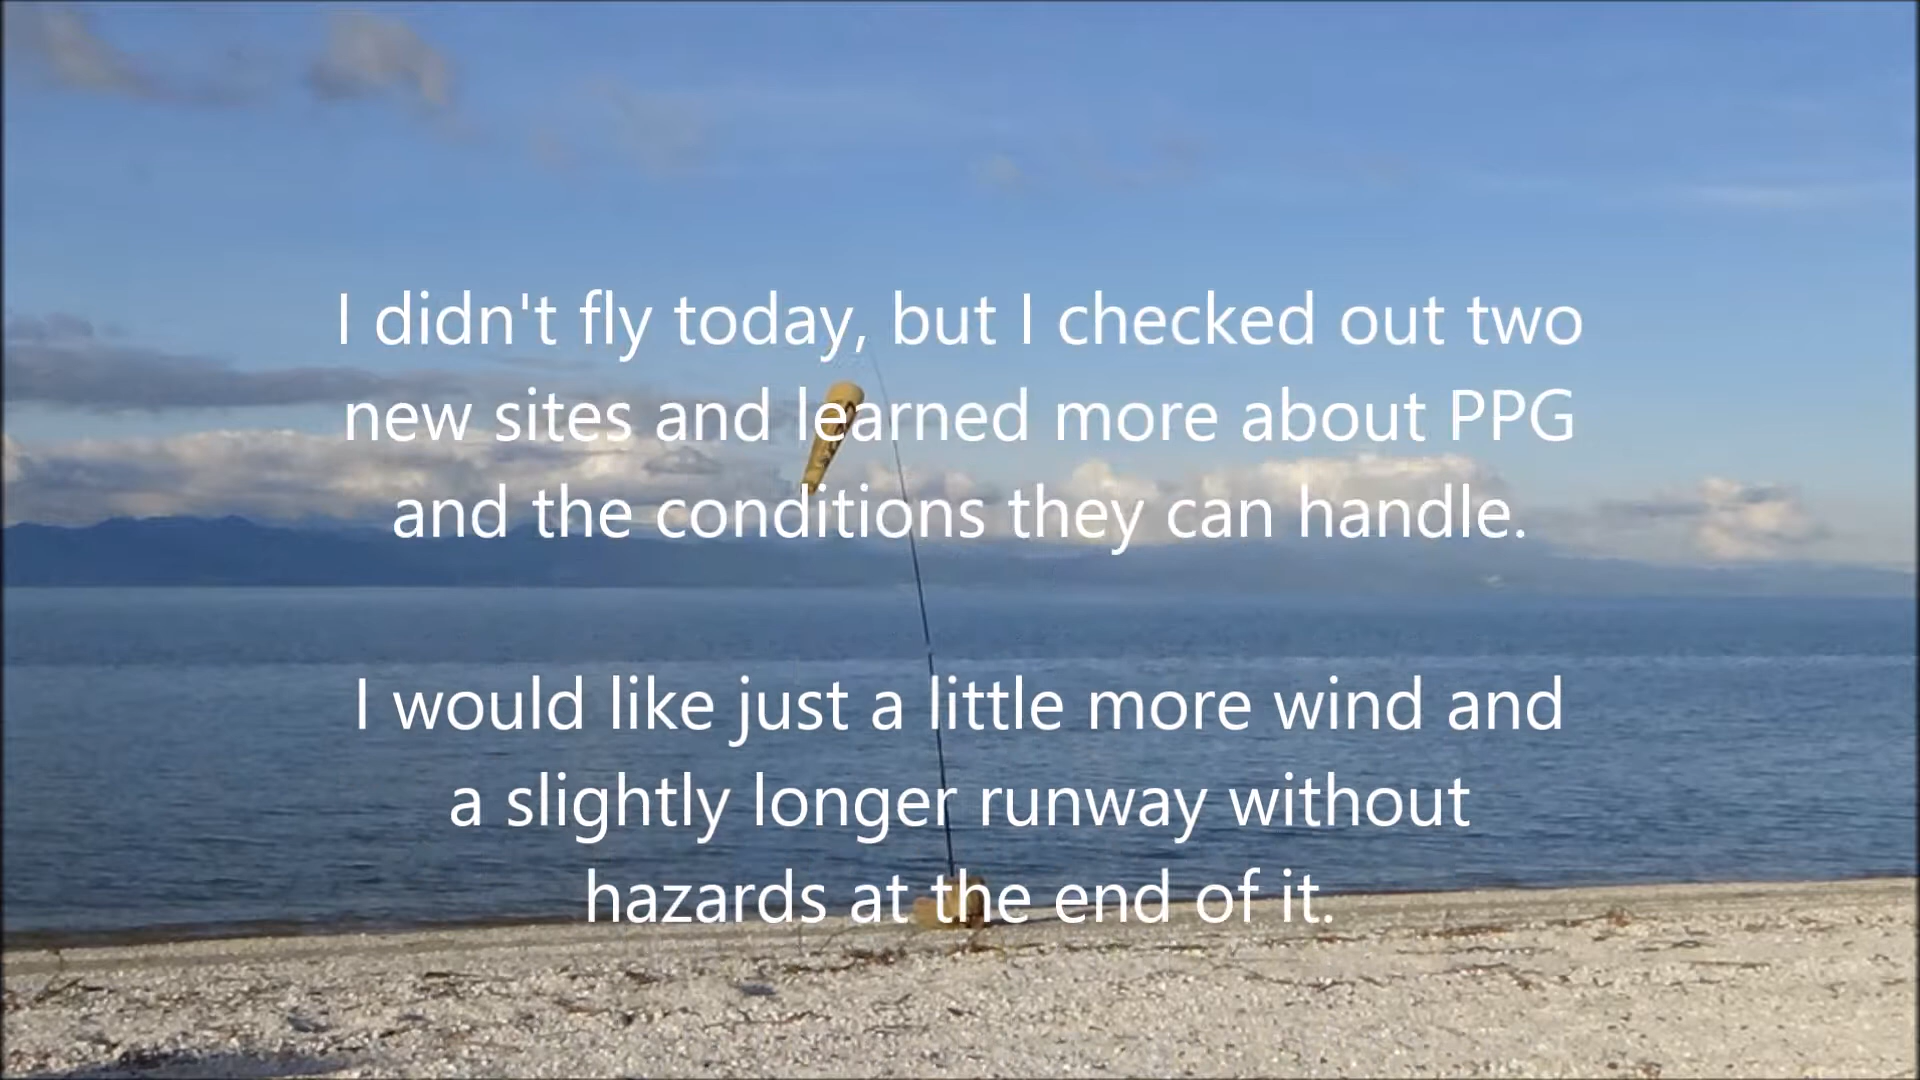 I didn't fly today, but I checked out two
new sites and learned more about PPG
and the conditions they can handle.
I would like just a little more wind and
a slightly longer runway without
hazards at the end of it.